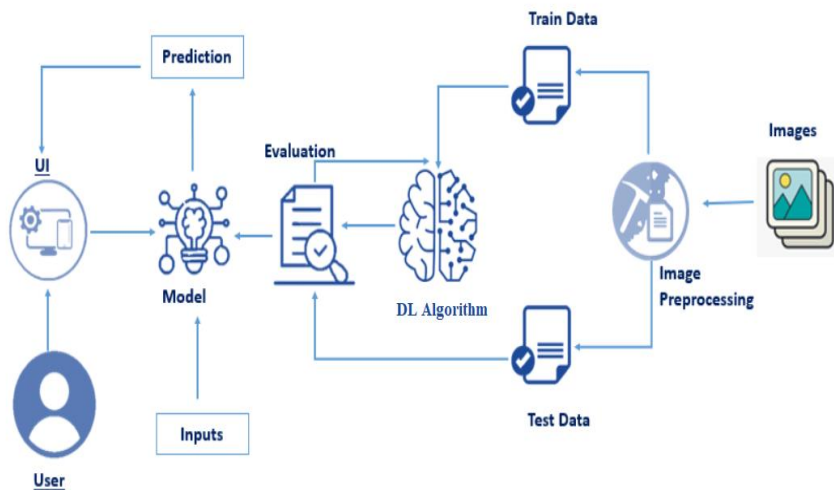 Train Data
Prediction
Images
Evaluation
UI
Image
Preprocessing
Model
DL Algorithm
Test Data
Inputs
User